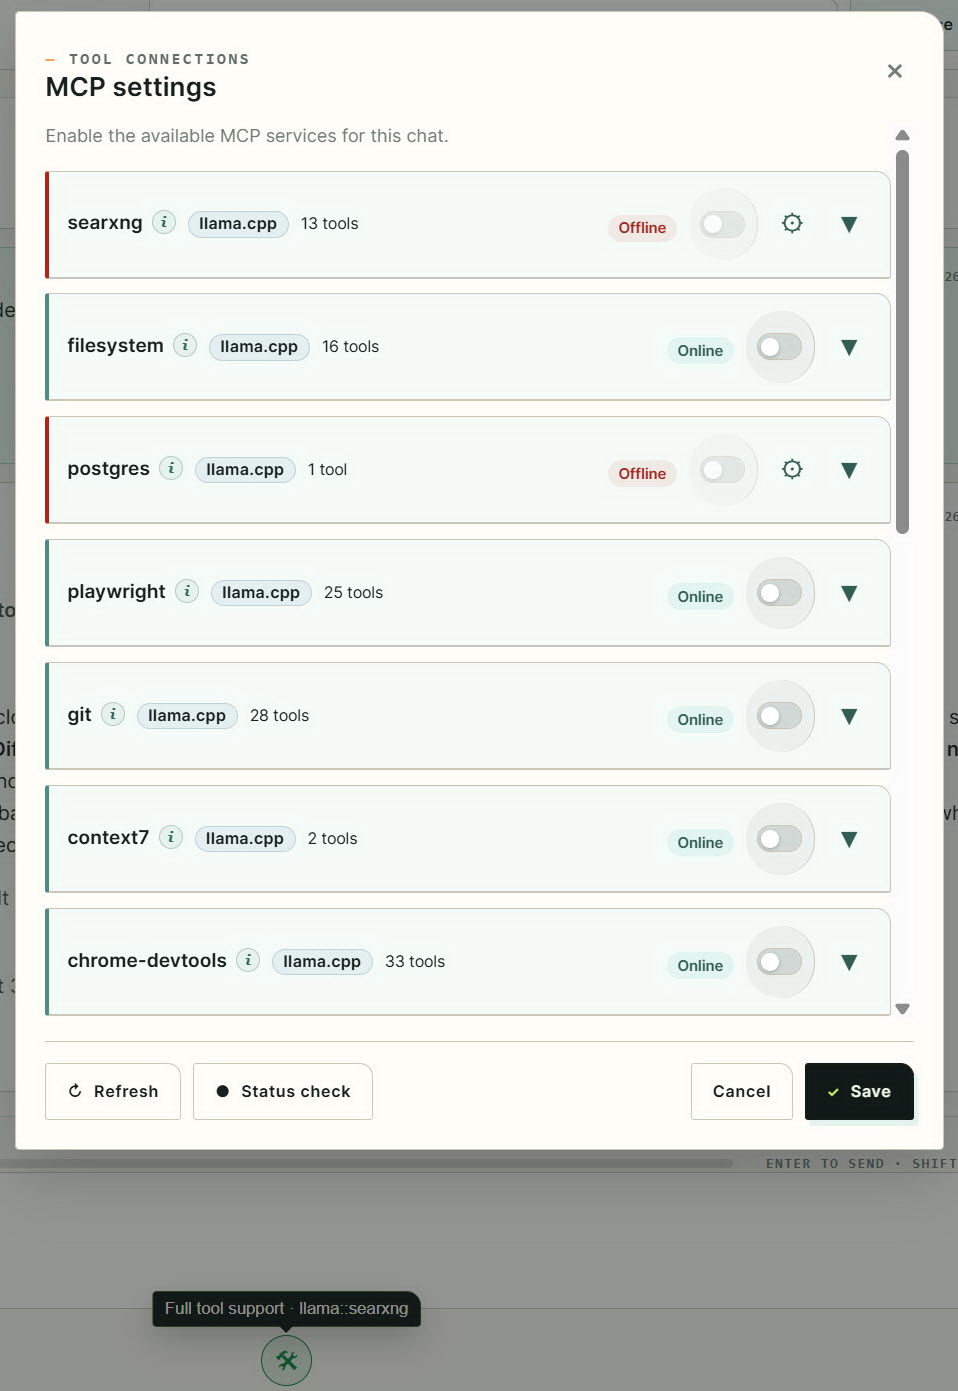 TOOL CONNECTIONS
MCP settings
Enable the available MCP services for this chat.
searxng i llama.cpp 13 tools Offline
filesystem i llama.cpp 16 tools Online
postgres i llama.cpp 1 tool Offline
playwright i llama.cpp 25 tools Online
git i llama.cpp 28 tools Online
context7 i llama.cpp 2 tools Online
chrome-devtools i llama.cpp 33 tools Online
Refresh Status check Cancel Save
ENTER TO SEND · SHIFT
Full tool support · llama::searxng